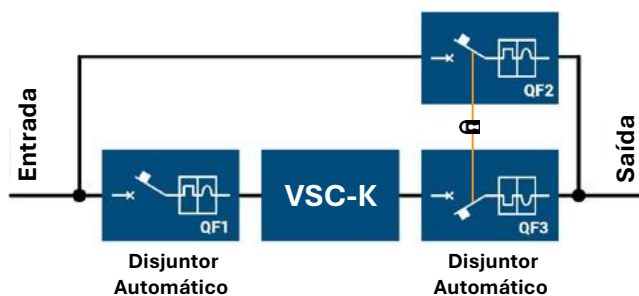 QF2
Entrada
Saída
VSC-K
QF1
QF3
Disjuntor
Automático
Disjuntor
Automático